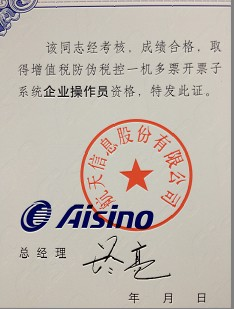 该同志经考核，成绩合格，取
得增值税防伪税控一机多票开票子
系统企业操作员资格，特发此证。
航天信息股份有限公司
Aisino
总经理
年 月 日